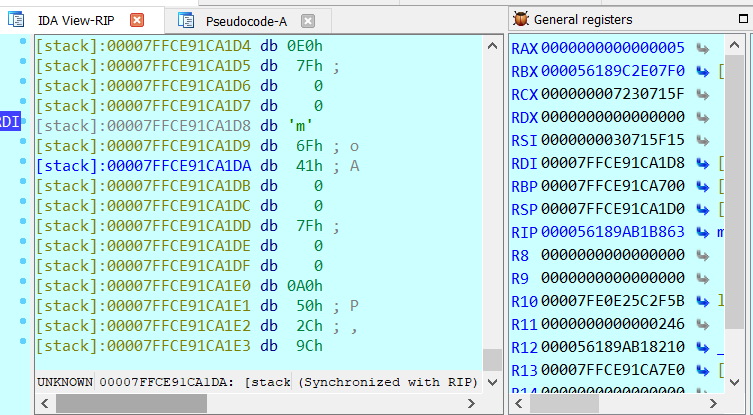 IDA View-RIP
Pseudocode-A
[stack]:00007FFCE91CA1D4 db 0E0h
[stack]:00007FFCE91CA1D5 db 7Fh ;
[stack]:00007FFCE91CA1D6 db 0
[stack]:00007FFCE91CA1D7 db 0
RDI [stack]:00007FFCE91CA1D8 db 'm'
[stack]:00007FFCE91CA1D9 db 6Fh ; o
[stack]:00007FFCE91CA1DA db 41h ; A
[stack]:00007FFCE91CA1DB db 0
[stack]:00007FFCE91CA1DC db 0
[stack]:00007FFCE91CA1DD db 7Fh ;
[stack]:00007FFCE91CA1DE db 0
[stack]:00007FFCE91CA1DF db 0
[stack]:00007FFCE91CA1E0 db 0A0h
[stack]:00007FFCE91CA1E1 db 50h ; P
[stack]:00007FFCE91CA1E2 db 2Ch ; ,
[stack]:00007FFCE91CA1E3 db 9Ch
UNKNOWN 00007FFCE91CA1DA: [stack (Synchronized with RIP)
General registers
RAX 0000000000000005
RBX 000056189C2E07F0 [
RCX 000000007230715F
RDX 0000000000000000
RSI 0000000030715F15
RDI 00007FFCE91CA1D8 [
RBP 00007FFCE91CA700 [
RSP 00007FFCE91CA1D0 [
RIP 000056189AB1B863 m
R8 0000000000000000
R9 0000000000000000
R10 00007FE0E25C2F5B l
R11 0000000000000246
R12 000056189AB18210 _
R13 00007FFCE91CA7E0 [